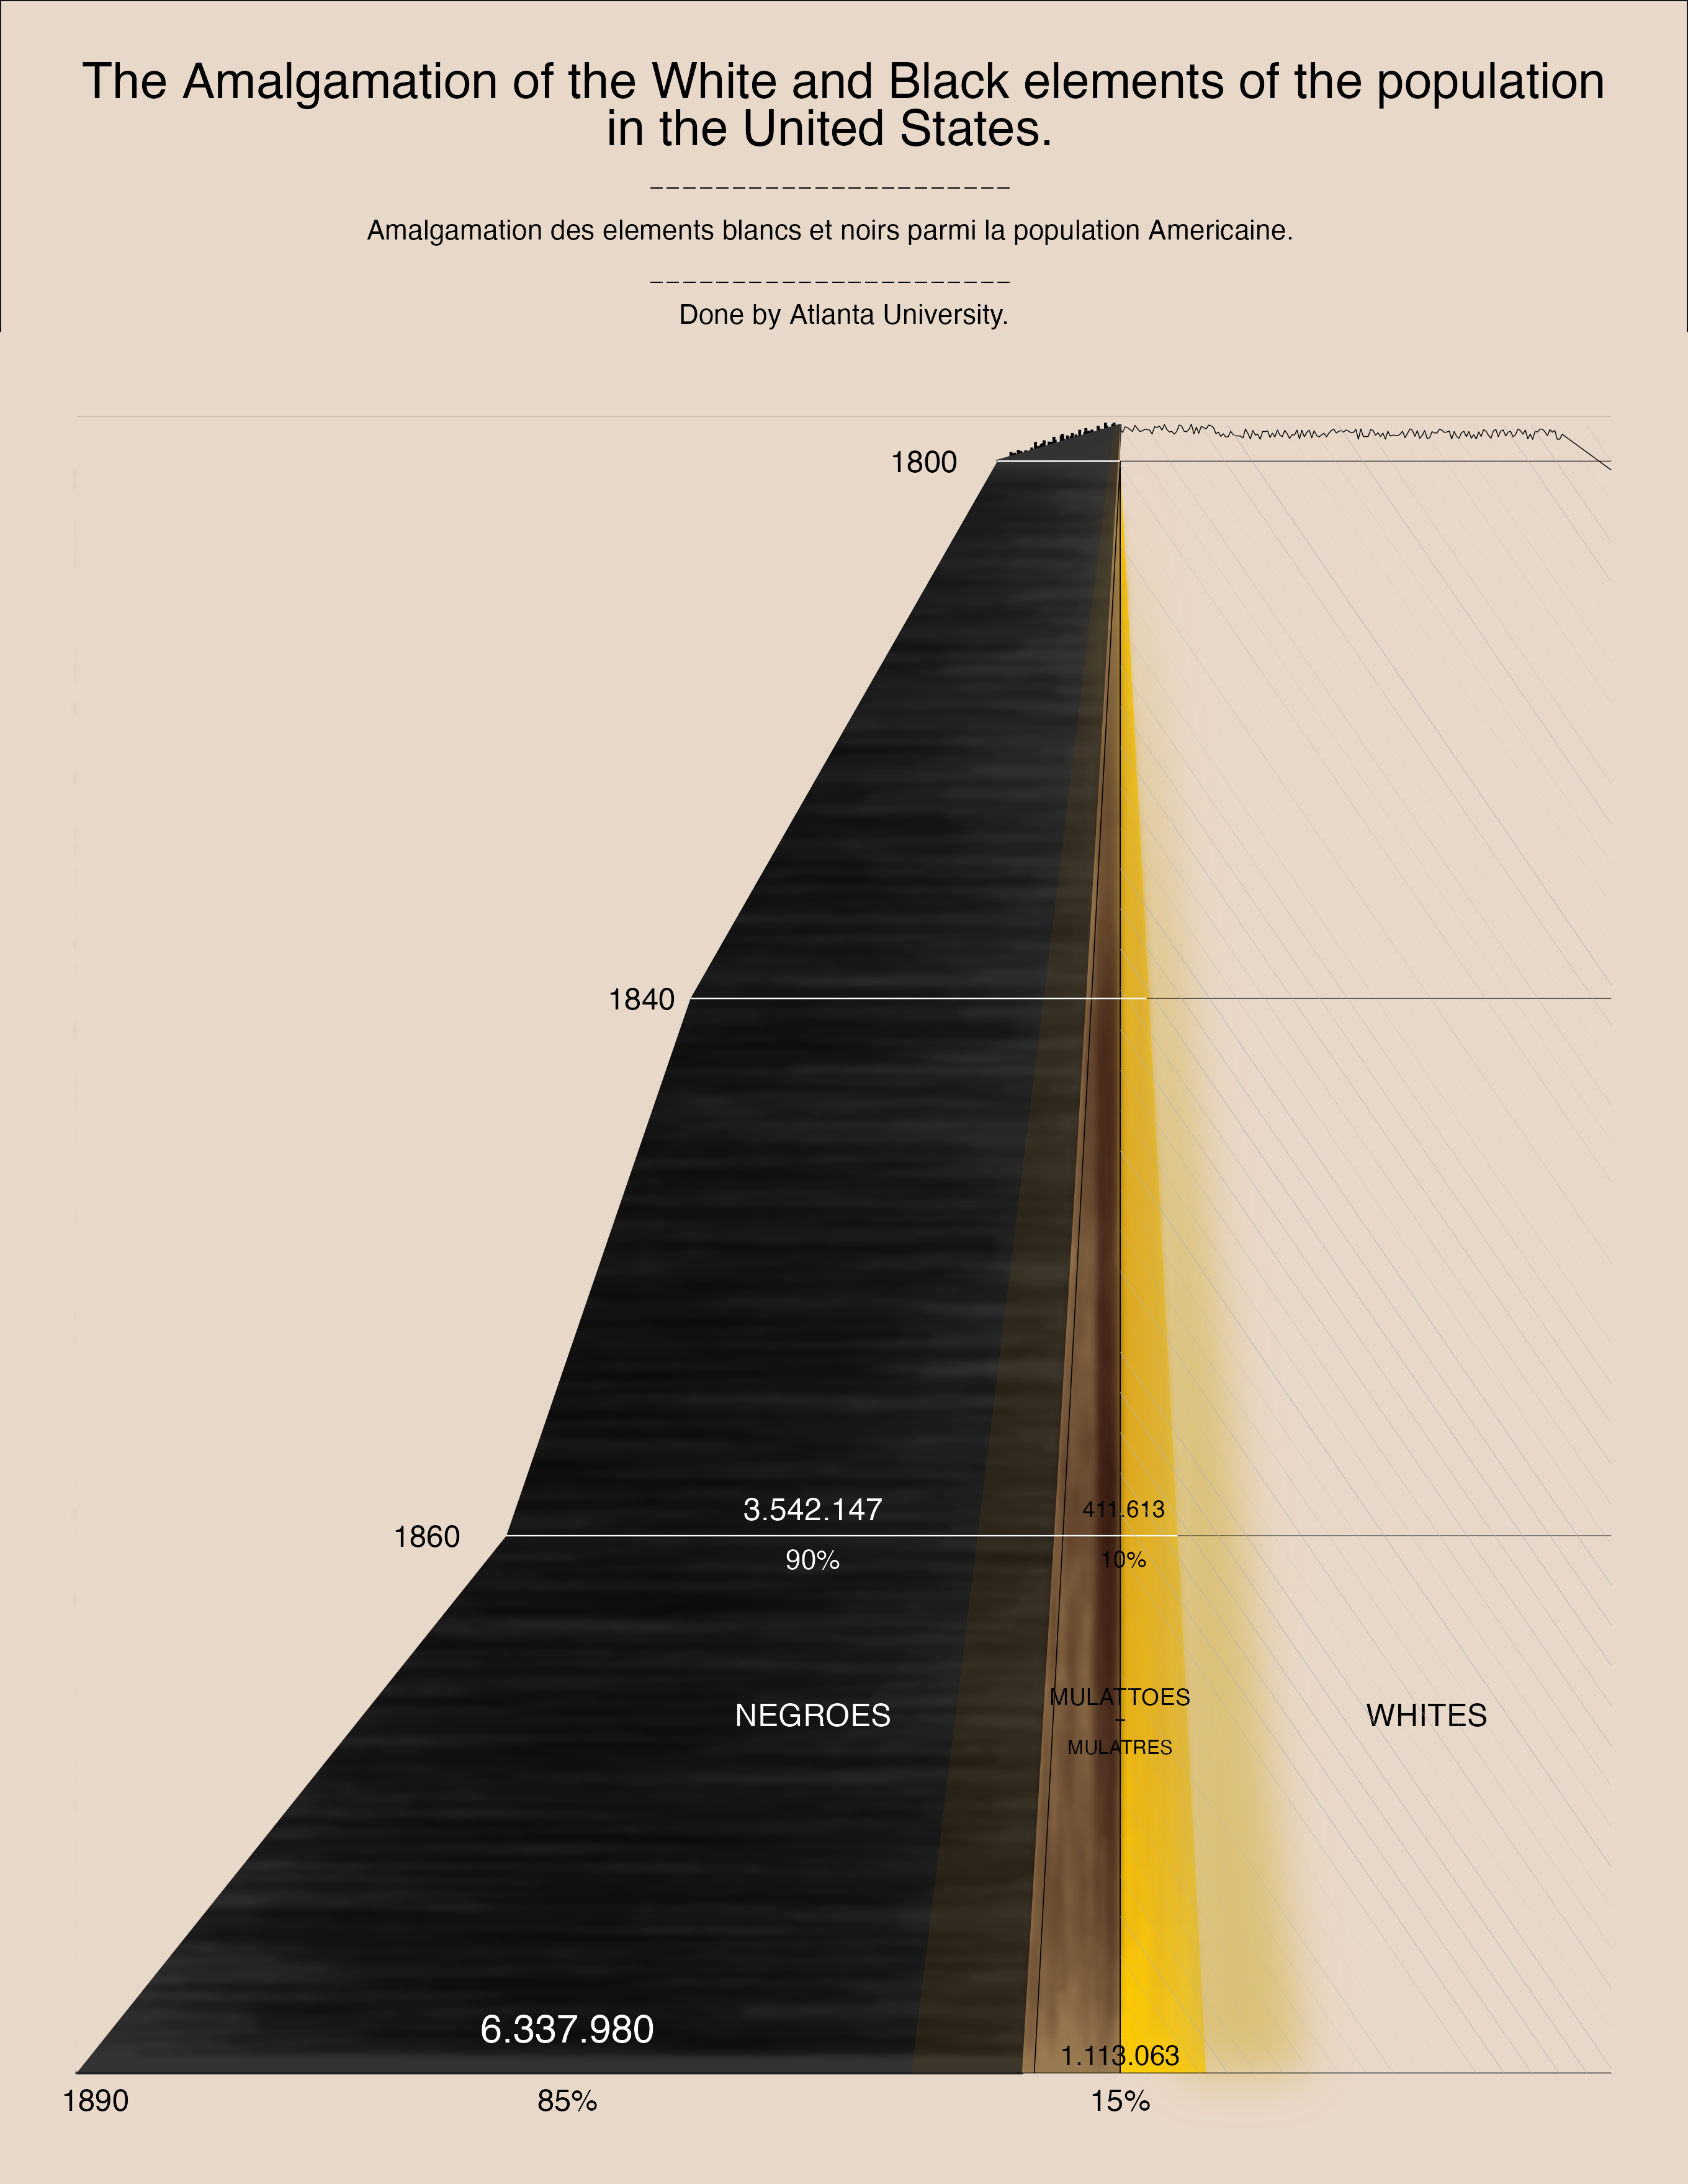 The Amalgamation of the White and Black elements of the population
in the United States.
Amalgamation des elements blancs et noirs parmi la population Americaine.
Done by Atlanta University.
1800
1840
3.542.147
411.613
1860
90%
10%
NEGROES
MULATTOES
-
MULATRES
WHITES
6.337.980
1.113.063
1890
85%
15%